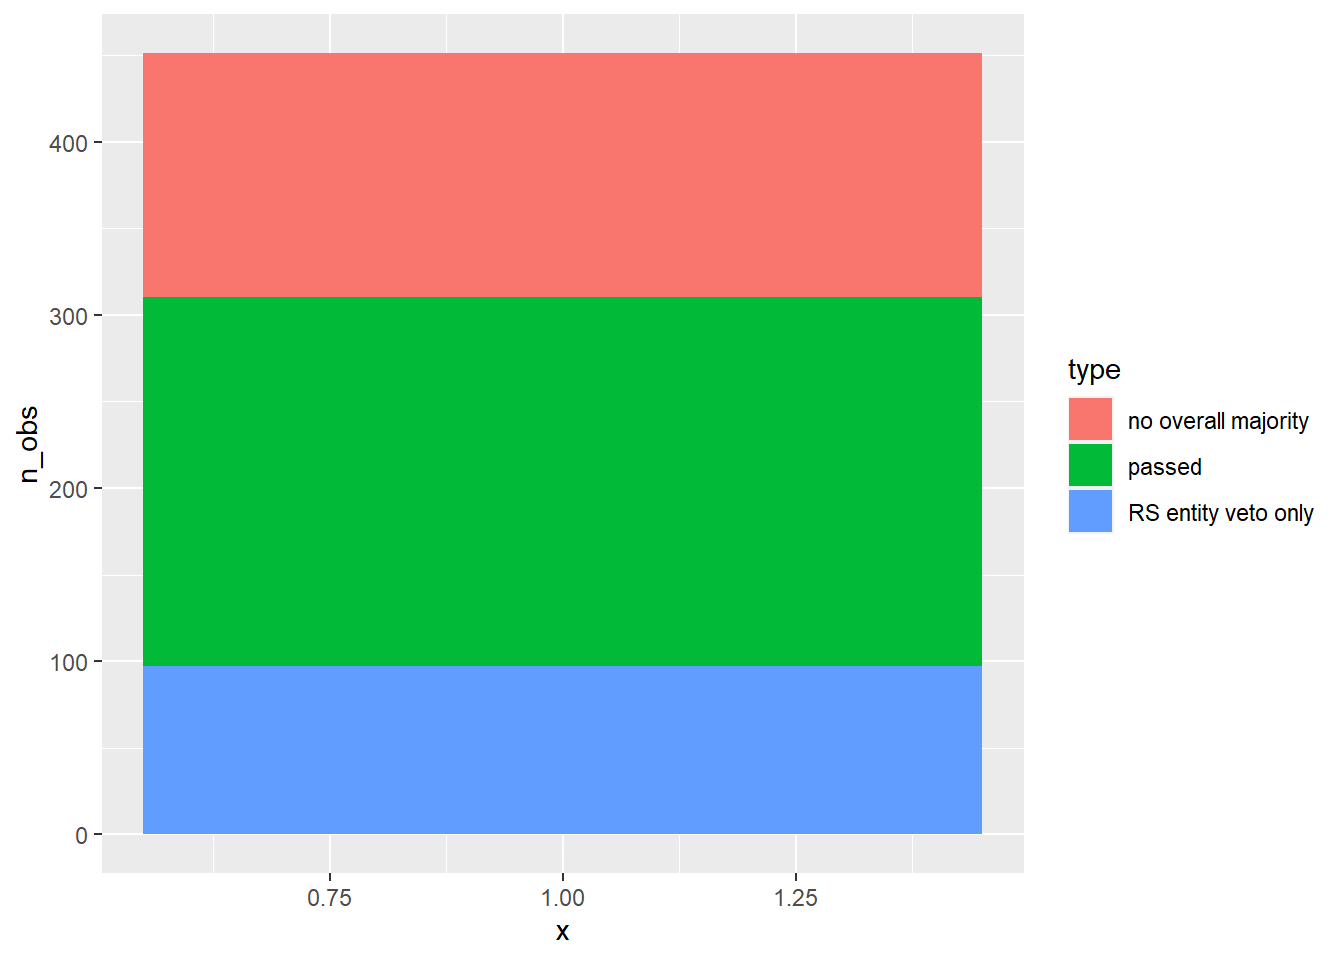 400
300
200
100
0
n_obs
0.75 1.00 1.25
x
type
no overall majority
passed
RS entity veto only